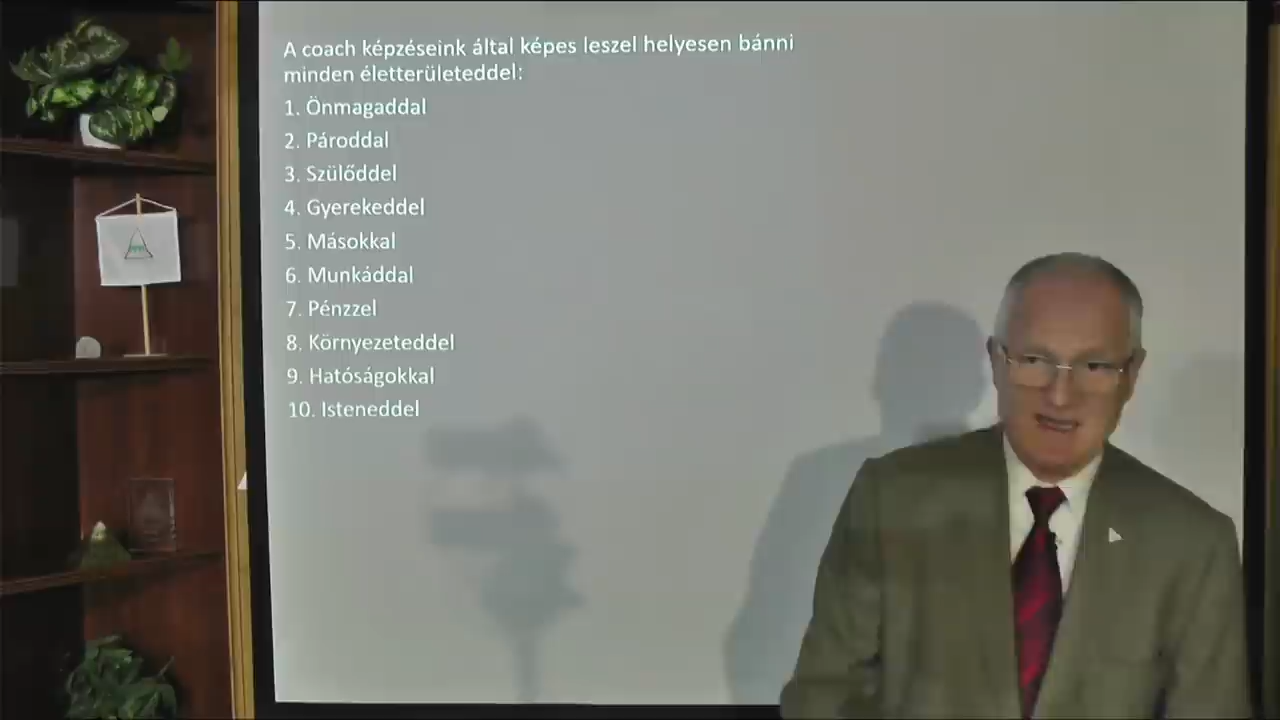 A coach képzéseink által képes leszel helyesen bánni
minden életterületeddel:
1. Önmagaddal
2. Pároddal
3. Szülőddel
4. Gyerekeddel
5. Másokkal
6. Munkáddal
7. Pénzzel
8. Környezeteddel
9. Hatóságokkal
10. Isteneddel